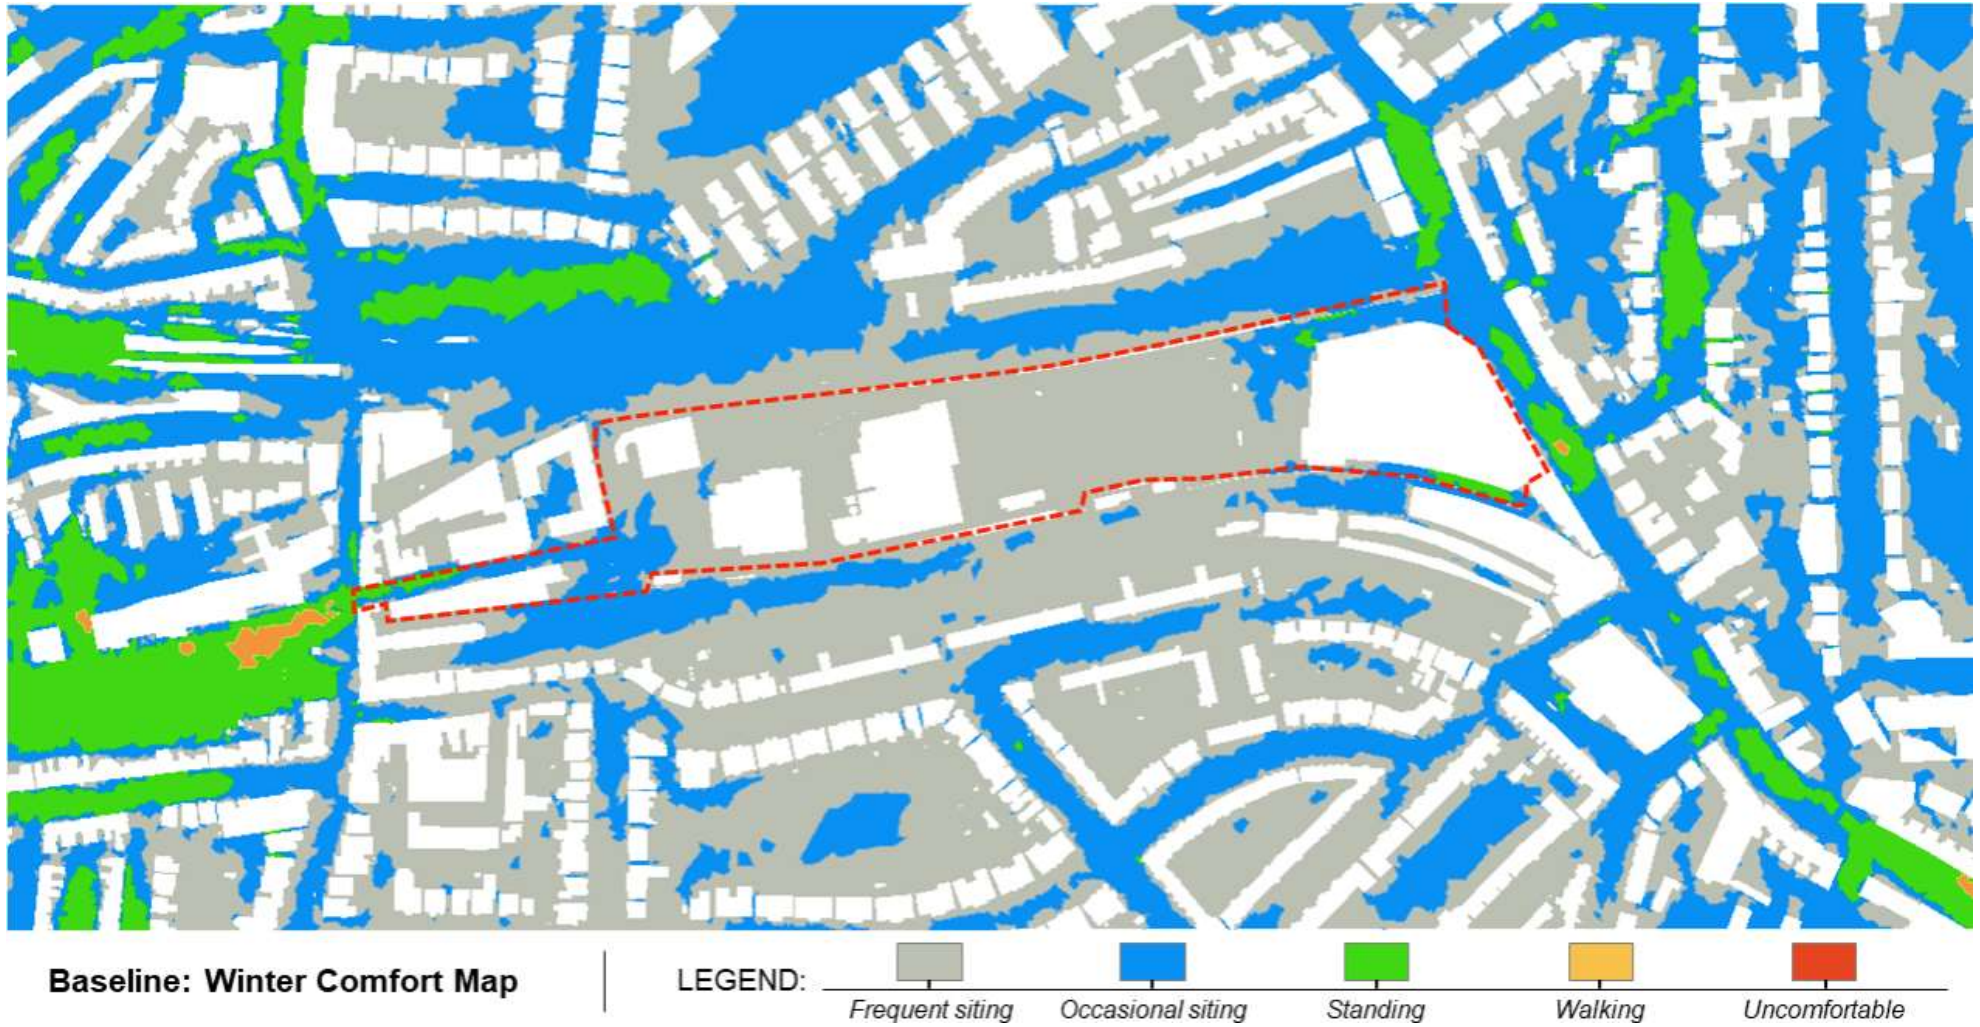 Baseline: Winter Comfort Map
LEGEND:
Frequent siting
Occasional siting
Standing
Walking
Uncomfortable